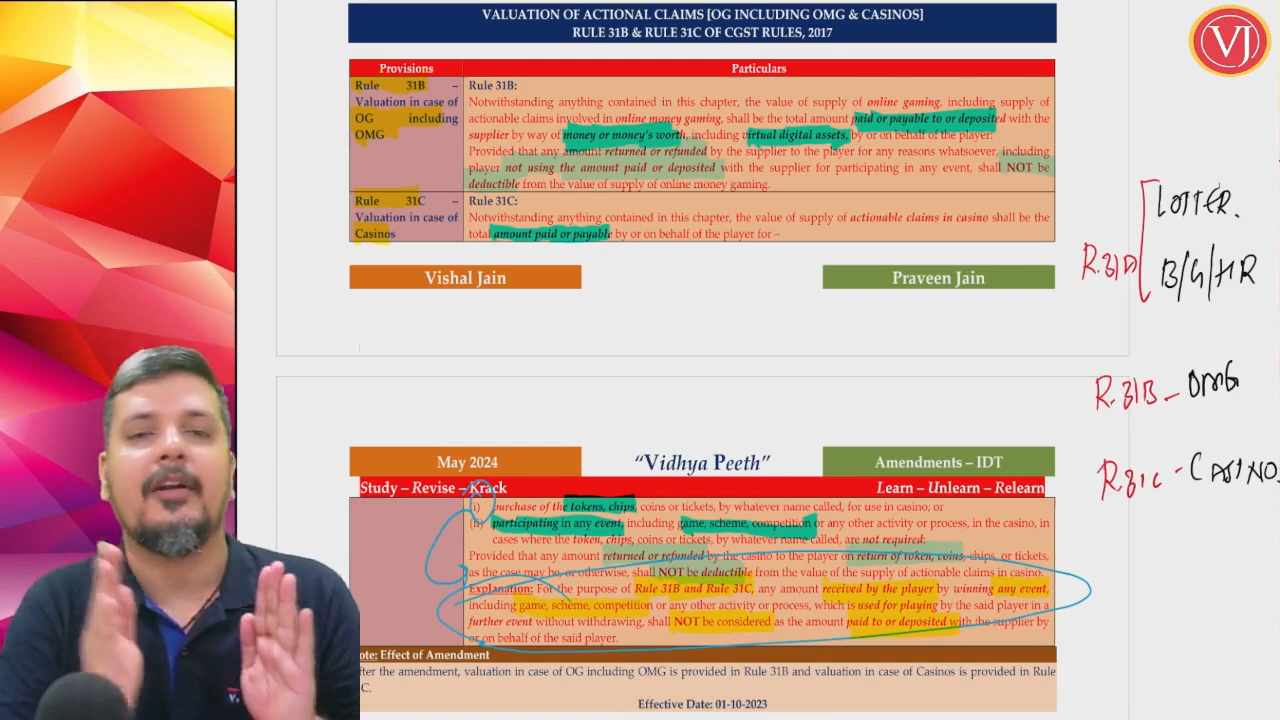 VALUATION OF ACTIONAL CLAIMS [OG INCLUDING OMG & CASINOS]
RULE 31B & RULE 31C OF CGST RULES, 2017
VJ
Provisions
Particulars
Rule 31B –
Valuation in case of
OG including
OMG
Rule 31B:
Notwithstanding anything contained in this chapter, the value of supply of online gaming, including supply of
actionable claims involved in online money gaming, shall be the total amount paid or payable to or deposited with the
supplier by way of money or money's worth, including virtual digital assets, by or on behalf of the player:
Provided that any amount returned or refunded by the supplier to the player for any reasons whatsoever, including
player not using the amount paid or deposited with the supplier for participating in any event, shall NOT be
deductible from the value of supply of online money gaming.
Rule 31C –
Valuation in case of
Casinos
Rule 31C:
Notwithstanding anything contained in this chapter, the value of supply of actionable claims in casino shall be the
total amount paid or payable by or on behalf of the player for –
LOTTER.
B/G/HR
Vishal Jain
Praveen Jain
R.31B - OMG
R.31C - CASINO
May 2024
"Vidhya Peeth"
Amendments – IDT
Study – Revise – Krack
Learn – Unlearn – Relearn
i) purchase of the tokens, chips, coins or tickets, by whatever name called, for use in casino; or
(ii) participating in any event, including game, scheme, competition or any other activity or process, in the casino, in
cases where the token, chips, coins or tickets, by whatever name called, are not required:
Provided that any amount returned or refunded by the casino to the player on return of token, coins, chips, or tickets,
as the case may be, or otherwise, shall NOT be deductible from the value of the supply of actionable claims in casino.
Explanation: For the purpose of Rule 31B and Rule 31C, any amount received by the player by winning any event,
including game, scheme, competition or any other activity or process, which is used for playing by the said player in a
further event without withdrawing, shall NOT be considered as the amount paid to or deposited with the supplier by
or on behalf of the said player.
ote: Effect of Amendment
fter the amendment, valuation in case of OG including OMG is provided in Rule 31B and valuation in case of Casinos is provided in Rule
C.
Effective Date: 01-10-2023